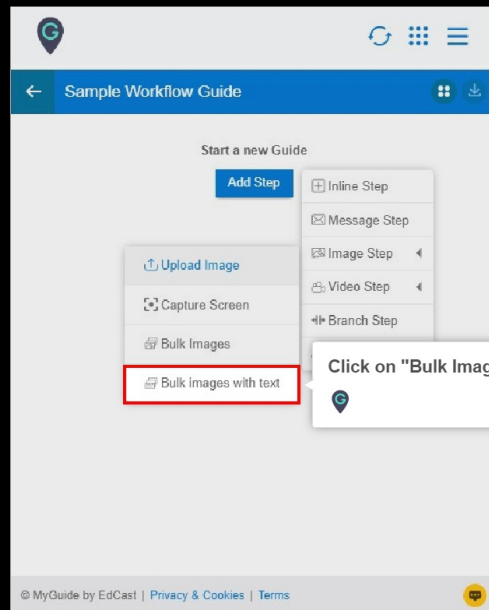 Sample Workflow Guide
Start a new Guide
Add Step
Inline Step
Message Step
Image Step
Video Step
Branch Step
Upload Image
Capture Screen
Bulk Images
Bulk images with text
Click on "Bulk
© MyGuide by EdCast | Privacy & Cookies | Terms